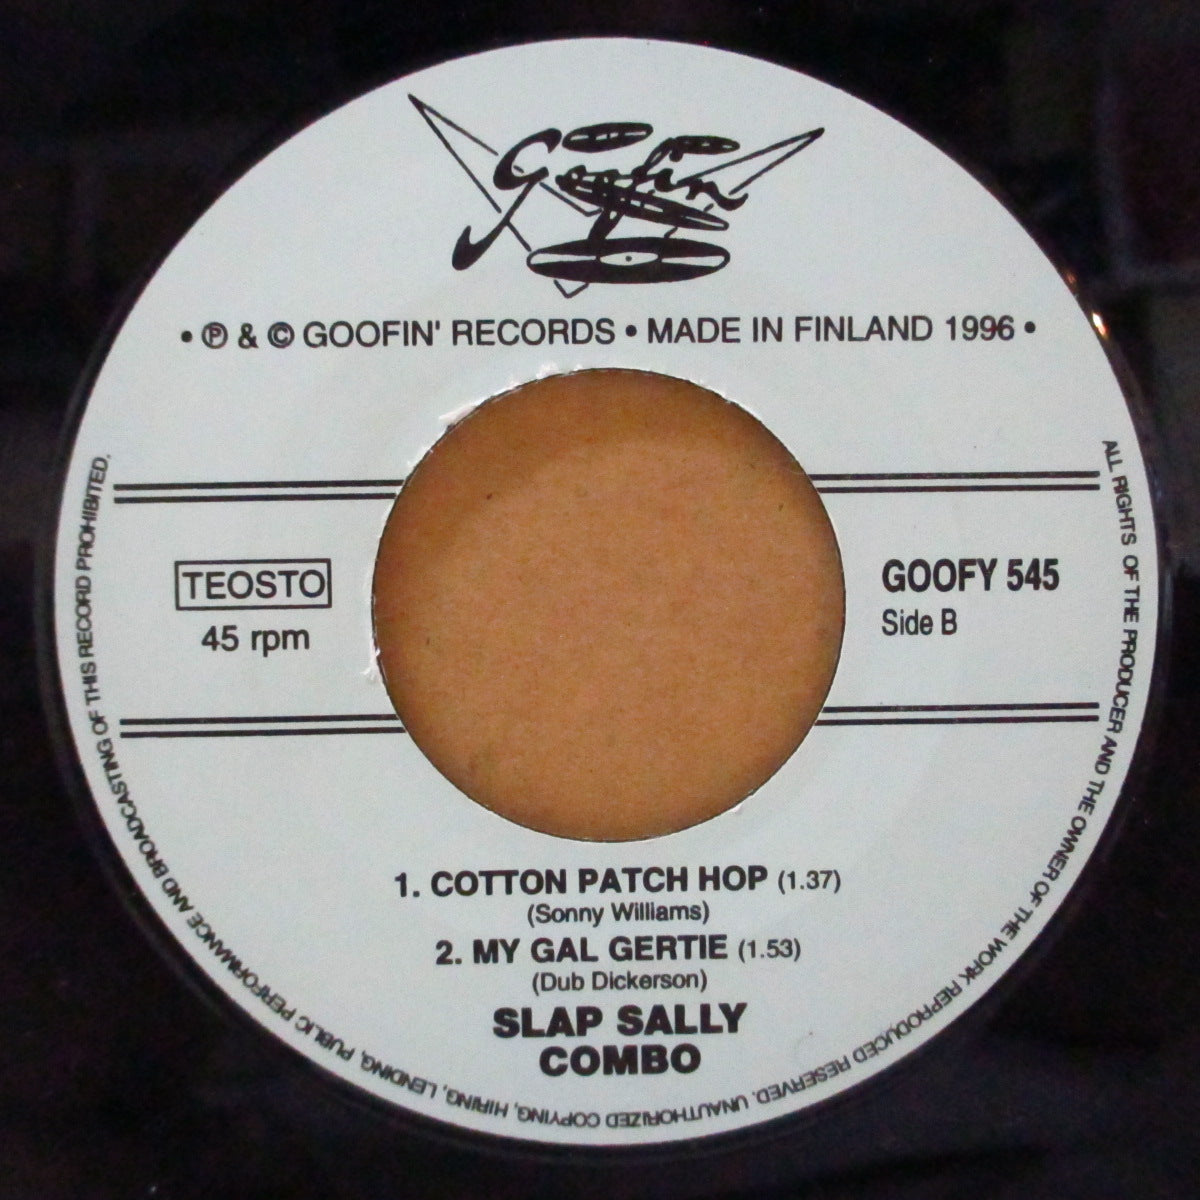 Goofin
• ℗ & © GOOFIN' RECORDS • MADE IN FINLAND 1996 •
TEOSTO
45 rpm
GOOFY 545
Side B
1. COTTON PATCH HOP (1.37)
(Sonny Williams)
2. MY GAL GERTIE (1.53)
(Dub Dickerson)
SLAP SALLY
COMBO
ALL RIGHTS OF THE PRODUCER AND THE OWNER OF THE WORK REPRODUCED RESERVED. UNAUTHORIZED COPYING, HIRING, LENDING, PUBLIC PERFORMANCE AND BROADCASTING OF THIS RECORD PROHIBITED.